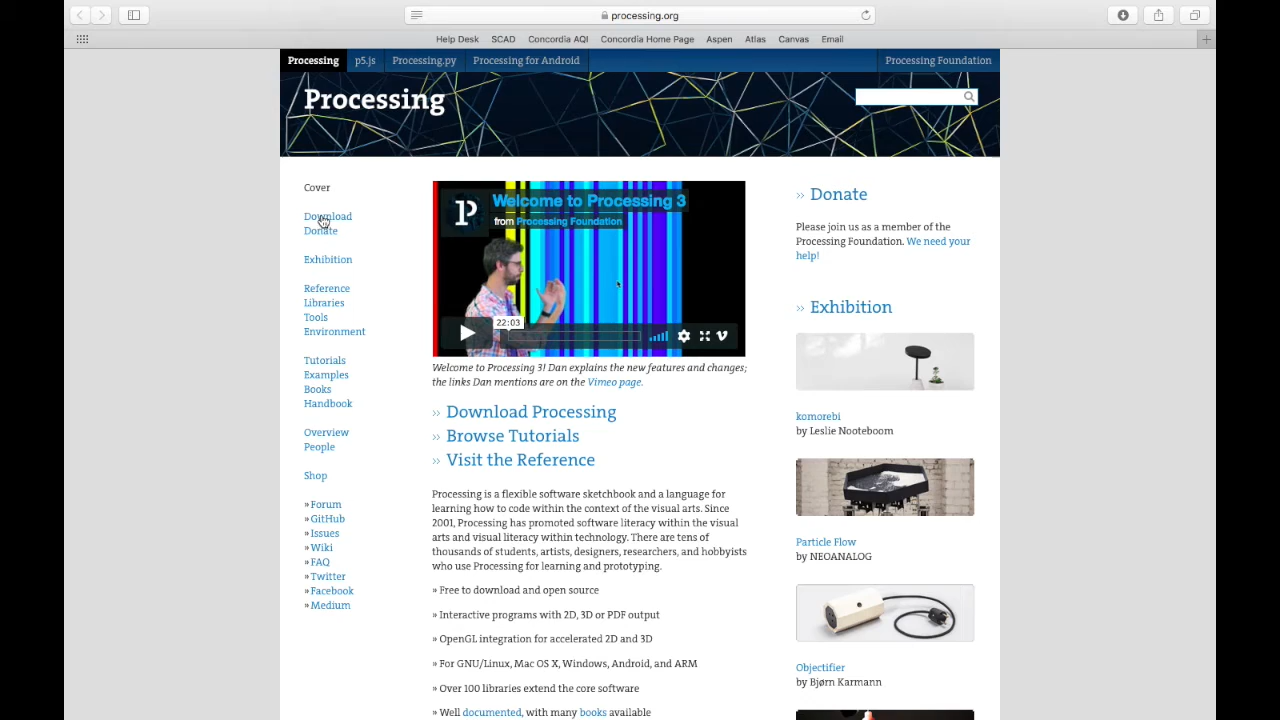 processing.org
Help Desk SCAD Concordia AQI Concordia Home Page Aspen Atlas Canvas Email
Processing p5.js Processing.py Processing for Android Processing Foundation
Processing
Cover
Download
Donate
Exhibition
Reference
Libraries
Tools
Environment
Tutorials
Examples
Books
Handbook
Overview
People
Shop
» Forum
» GitHub
» Issues
» Wiki
» FAQ
» Twitter
» Facebook
» Medium
P
Welcome to Processing 3
from Processing Foundation
22:03
Welcome to Processing 3! Dan explains the new features and changes;
the links Dan mentions are on the Vimeo page.
» Download Processing
» Browse Tutorials
» Visit the Reference
Processing is a flexible software sketchbook and a language for
learning how to code within the context of the visual arts. Since
2001, Processing has promoted software literacy within the visual
arts and visual literacy within technology. There are tens of
thousands of students, artists, designers, researchers, and hobbyists
who use Processing for learning and prototyping.
» Free to download and open source
» Interactive programs with 2D, 3D or PDF output
» OpenGL integration for accelerated 2D and 3D
» For GNU/Linux, Mac OS X, Windows, Android, and ARM
» Over 100 libraries extend the core software
» Well documented, with many books available
» Donate
Please join us as a member of the
Processing Foundation. We need your
help!
» Exhibition
komorebi
by Leslie Nooteboom
Particle Flow
by NEOANALOG
Objectifier
by Bjørn Karmann